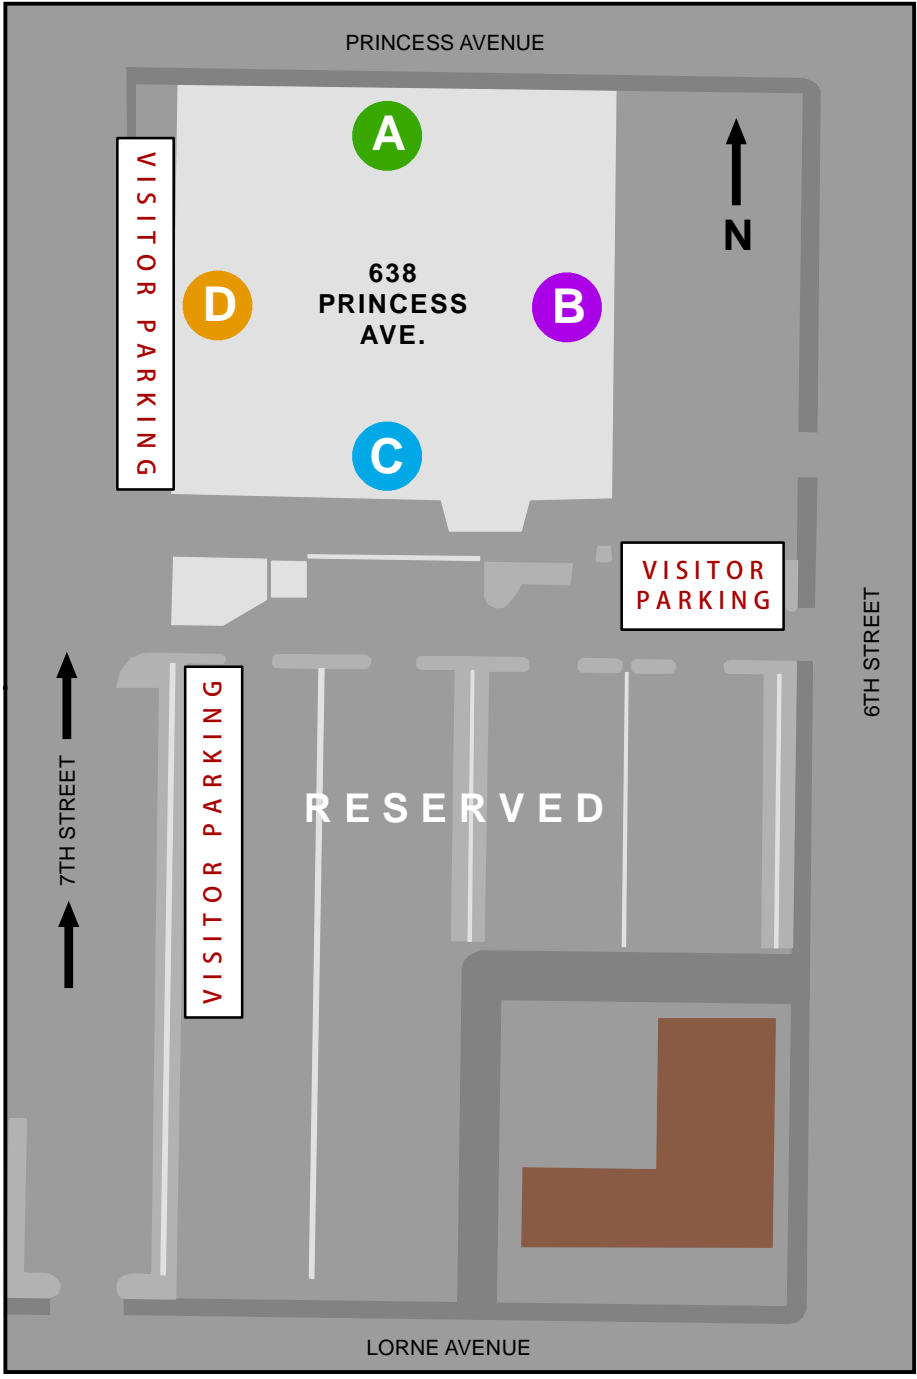 PRINCESS AVENUE
A
VISITOR PARKING
N
638
PRINCESS
AVE.
D
B
C
VISITOR
PARKING
6TH STREET
VISITOR PARKING
7TH STREET
RESERVED
LORNE AVENUE